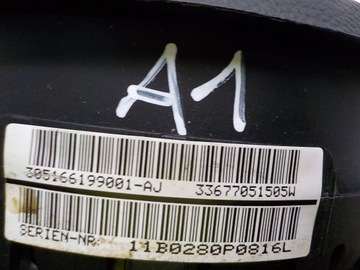 A1
305166199001-AJ 33677051505W
SERIEN-NR. 11B0280P0816L